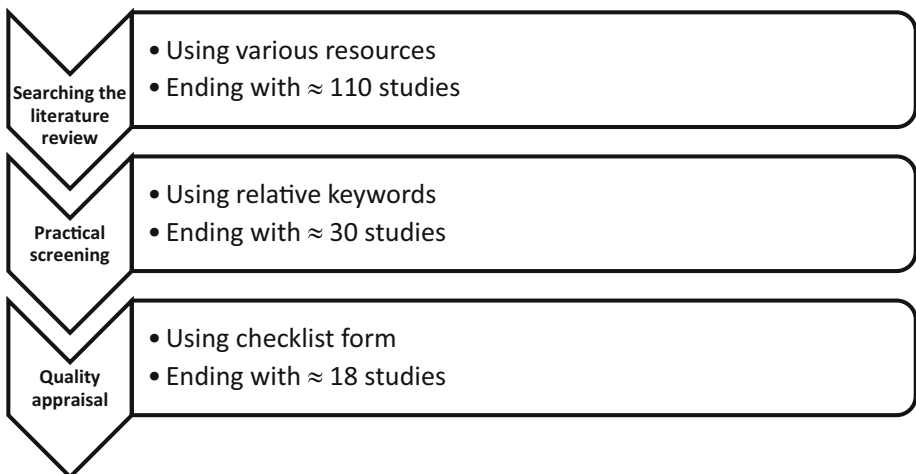 Searching the
literature
review
• Using various resources
• Ending with ≈ 110 studies
Practical
screening
• Using relative keywords
• Ending with ≈ 30 studies
Quality
appraisal
• Using checklist form
• Ending with ≈ 18 studies